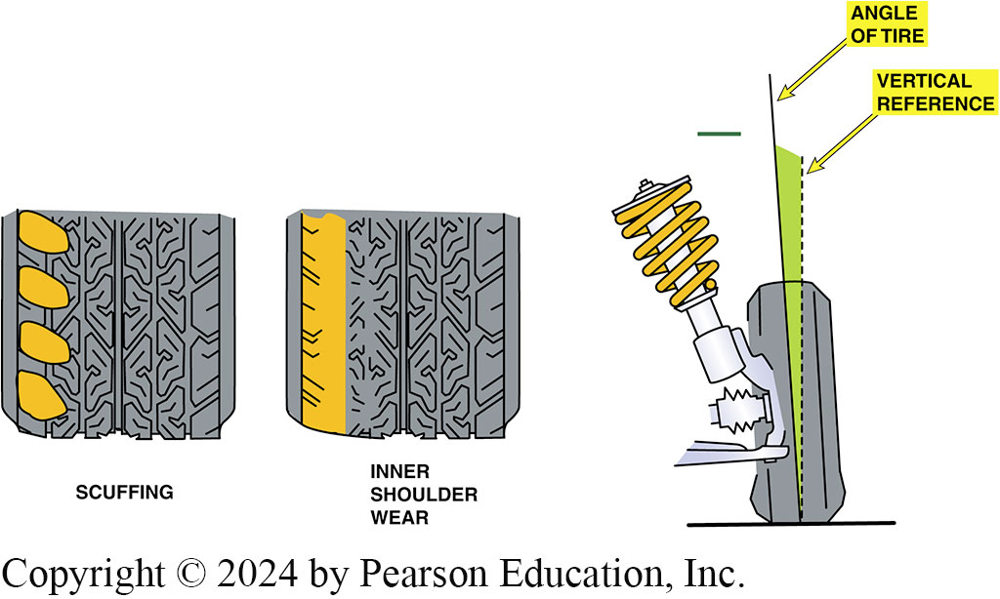 ANGLE
OF TIRE
VERTICAL
REFERENCE
SCUFFING
INNER
SHOULDER
WEAR
Copyright © 2024 by Pearson Education, Inc.